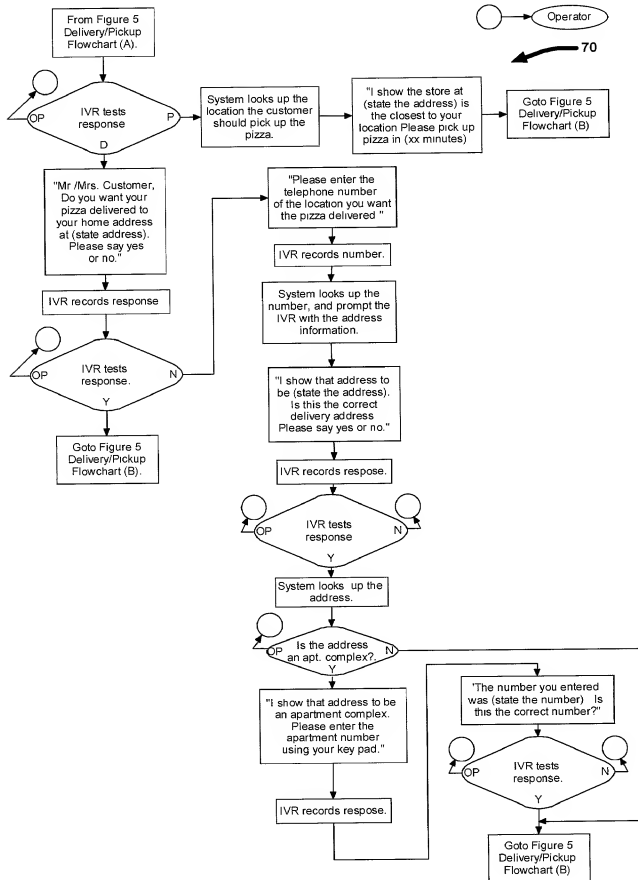 From Figure 5
Delivery/Pickup
Flowchart (A).
Operator
70
OP
IVR tests
response
P
D
System looks up the
location the customer
should pick up the
pizza.
"I show the store at
(state the address) is
the closest to your
location Please pick up
pizza in (xx minutes)
Goto Figure 5
Delivery/Pickup
Flowchart (B)
"Mr /Mrs. Customer,
Do you want your
pizza delivered to
your home address
at (state address).
Please say yes
or no."
IVR records response
OP
IVR tests
response.
N
Y
Goto Figure 5
Delivery/Pickup
Flowchart (B).
"Please enter the
telephone number
of the location you want
the pizza delivered "
IVR records number.
System looks up the
number, and prompt the
IVR with the address
information.
"I show that address to
be (state the address).
Is this the correct
delivery address
Please say yes or no."
IVR records respose.
OP
IVR tests
response
N
Y
System looks up the
address.
OP
Is the address
an apt. complex?.
N
Y
"I show that address to be
an apartment complex.
Please enter the
apartment number
using your key pad."
IVR records respose.
'The number you entered
was (state the number) Is
this the correct number?"
OP
IVR tests
response.
N
Y
Goto Figure 5
Delivery/Pickup
Flowchart (B)